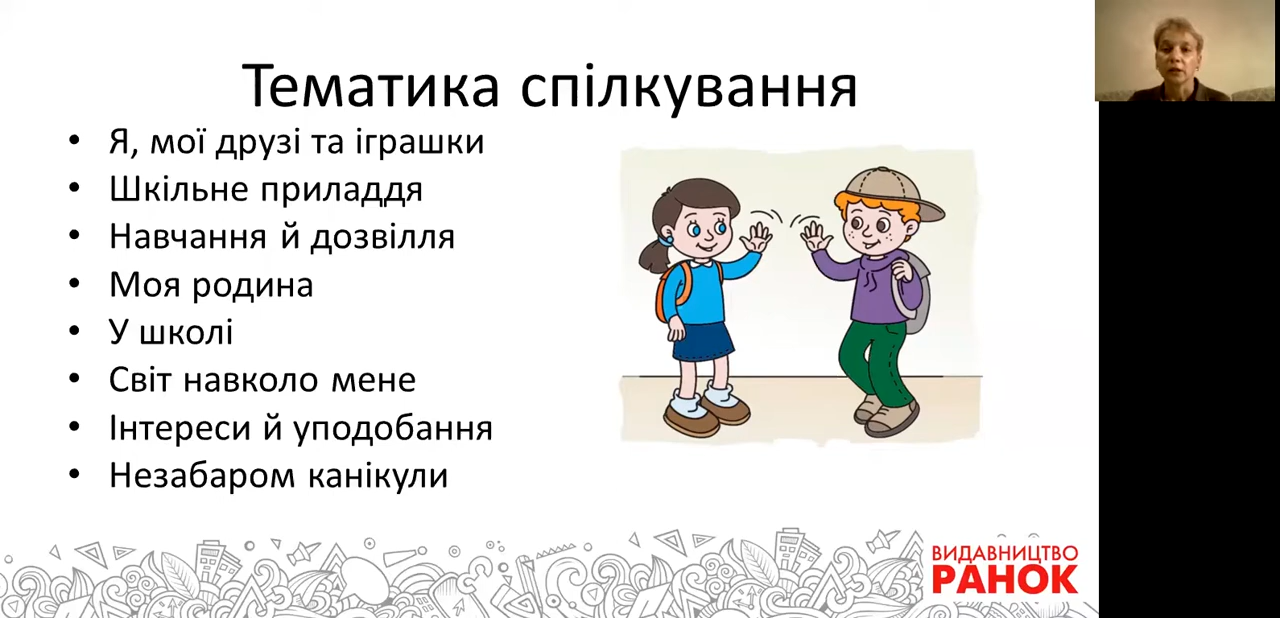 Тематика спілкування
• Я, мої друзі та іграшки
• Шкільне приладдя
• Навчання й дозвілля
• Моя родина
• У школі
• Світ навколо мене
• Інтереси й уподобання
• Незабаром канікули
ВИДАВНИЦТВО
РАНОК